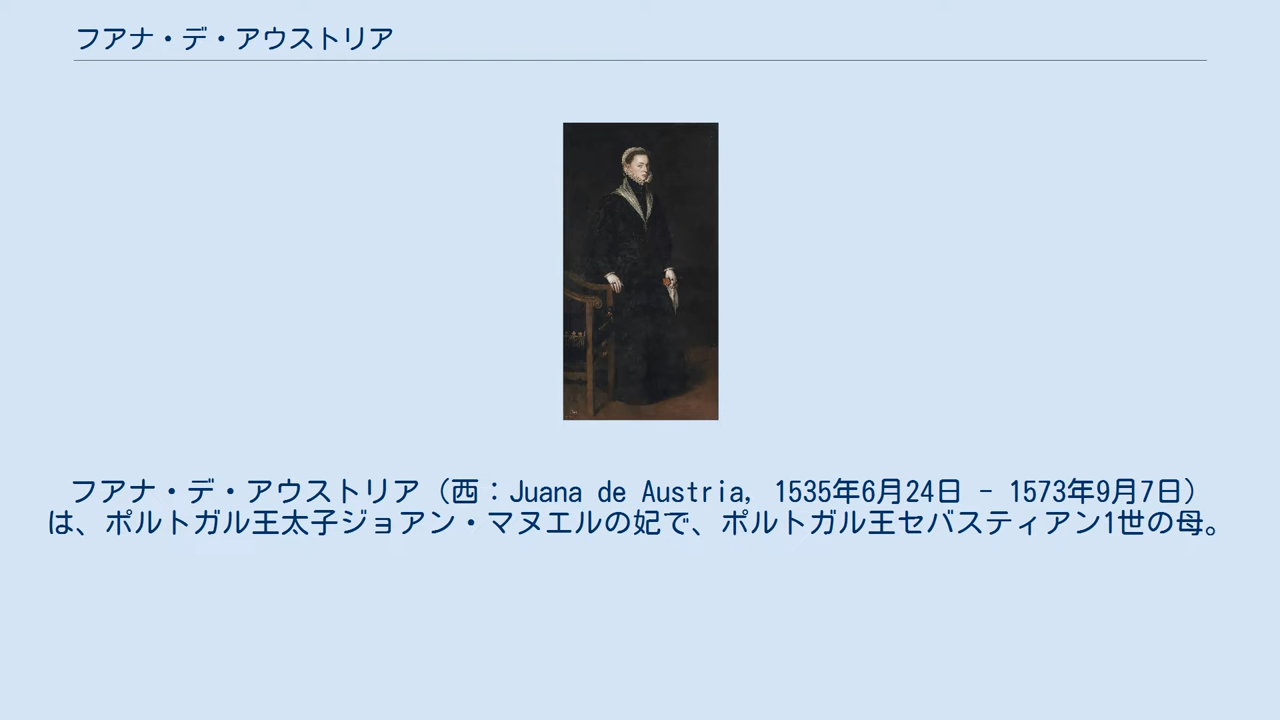 フアナ・デ・アウストリア
フアナ・デ・アウストリア（西：Juana de Austria, 1535年6月24日 - 1573年9月7日）
は、ポルトガル王太子ジョアン・マヌエルの妃で、ポルトガル王セバスティアン1世の母。